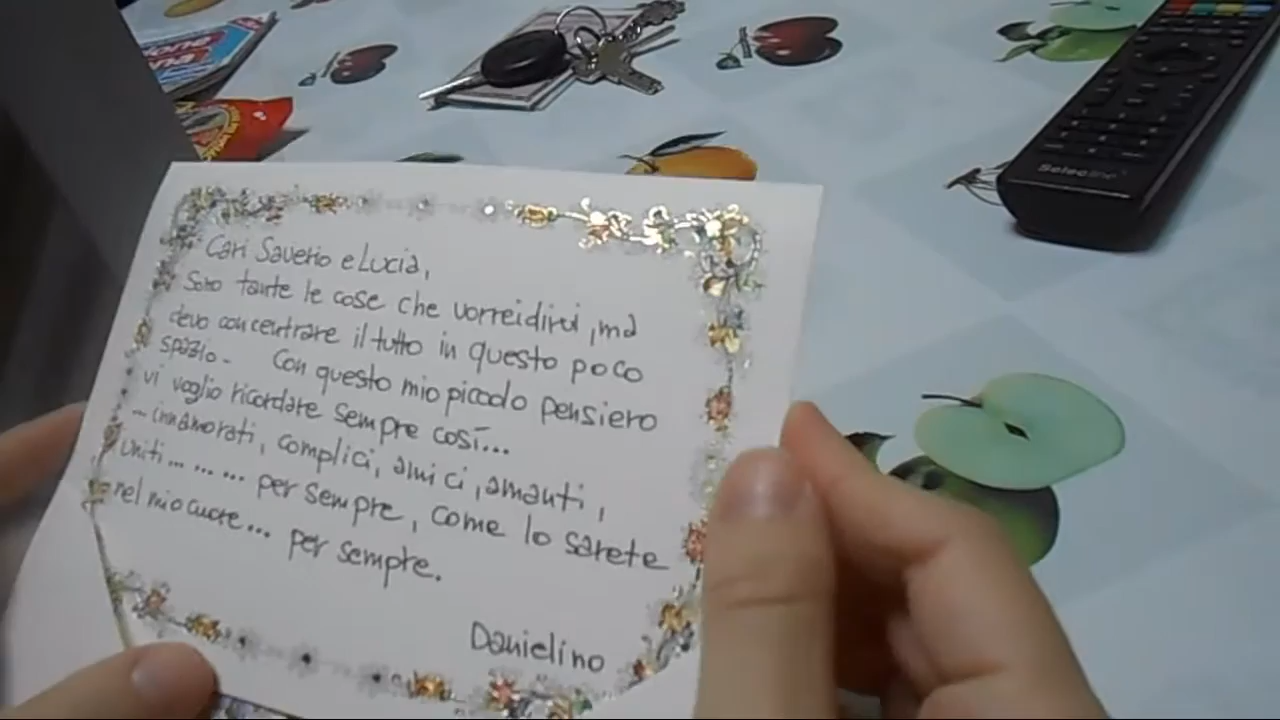 Cari Saverio e Lucia,
Sono tante le cose che vorrei dirvi, ma
devo concentrare il tutto in questo poco
spazio. Con questo mio piccolo pensiero
vi voglio ricordare sempre così...
... innamorati, complici, amici, amanti,
uniti... ... ... per sempre, come lo sarete
nel mio cuore... per sempre.
Danielino
Selecline